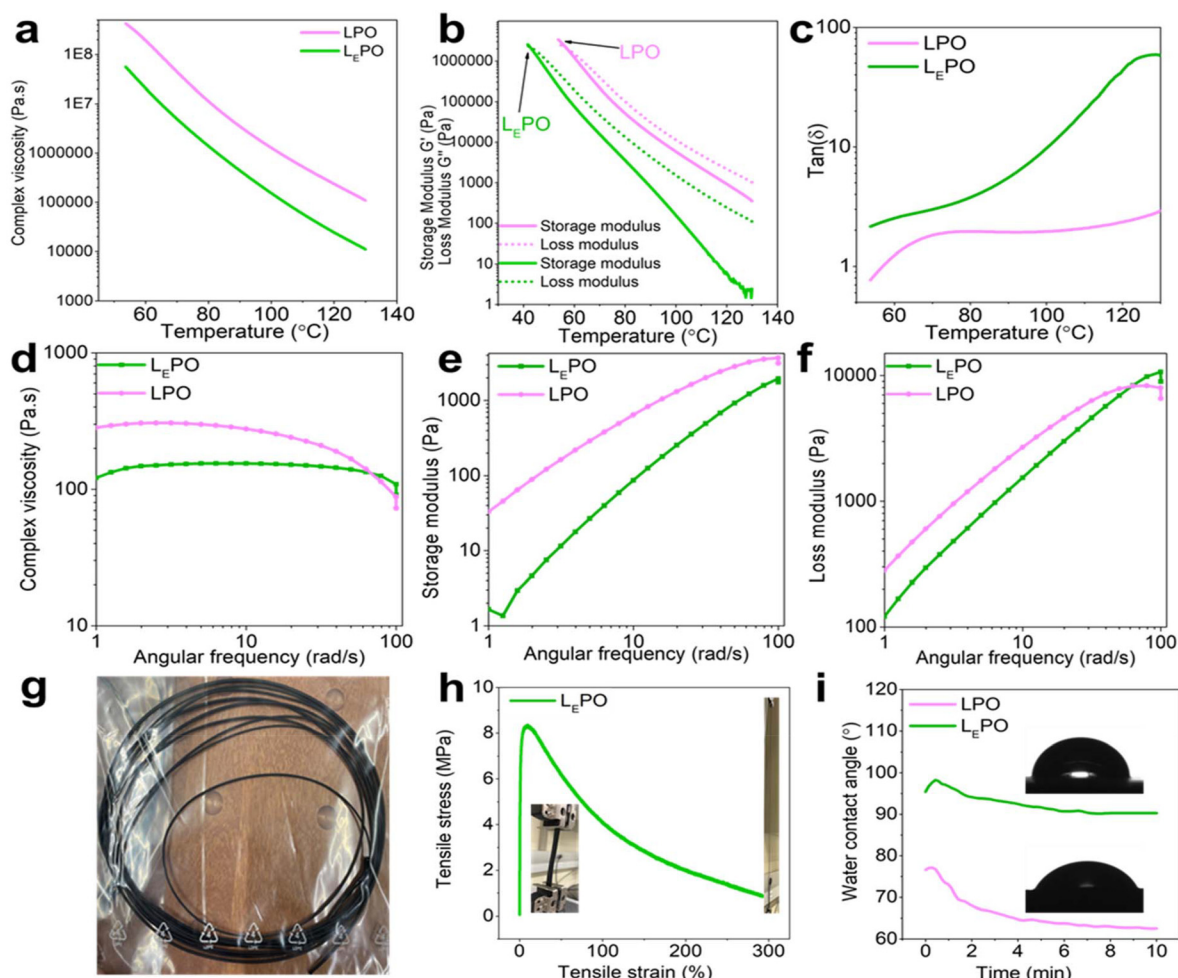 a
LPO
LEPO
1E8
1E7
1000000
100000
10000
1000
Complex viscosity (Pa.s)
60
80
100
120
140
Temperature (°C)
b
LPO
LEPO
1000000
100000
10000
1000
100
10
1
Storage Modulus G' (Pa)
Loss Modulus G'' (Pa)
Storage modulus
Loss modulus
Storage modulus
Loss modulus
40
60
80
100
120
140
Temperature (°C)
c
LPO
LEPO
100
10
1
Tan(δ)
60
80
100
120
Temperature (°C)
d
LEPO
LPO
1000
100
10
Complex viscosity (Pa.s)
1
10
100
Angular frequency (rad/s)
e
LEPO
LPO
1000
100
10
1
Storage modulus (Pa)
1
10
100
Angular frequency (rad/s)
f
LEPO
LPO
10000
1000
100
Loss modulus (Pa)
1
10
100
Angular frequency (rad/s)
g
h
LEPO
10
8
6
4
2
0
Tensile stress (MPa)
0
50
100
150
200
250
300
Tensile strain (%)
i
LPO
LEPO
120
110
100
90
75
70
65
60
Water contact angle (°)
0
2
4
6
8
10
Time (min)